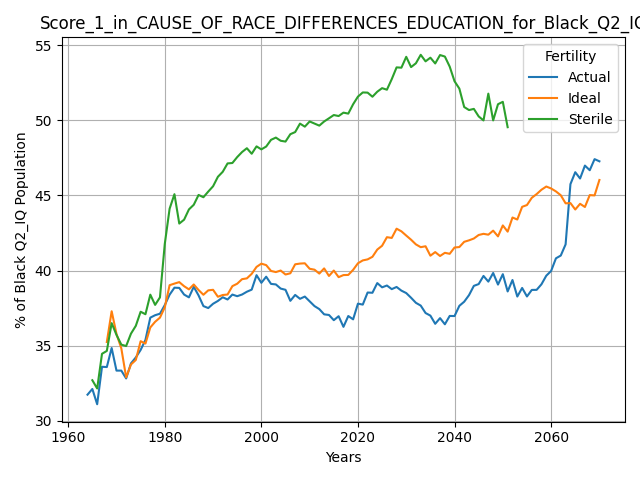 Score_1_in_CAUSE_OF_RACE_DIFFERENCES_EDUCATION_for_Black_Q2_IQ
% of Black Q2_IQ Population
55
50
45
40
35
30
Fertility
Actual
Ideal
Sterile
1960 1980 2000 2020 2040 2060
Years